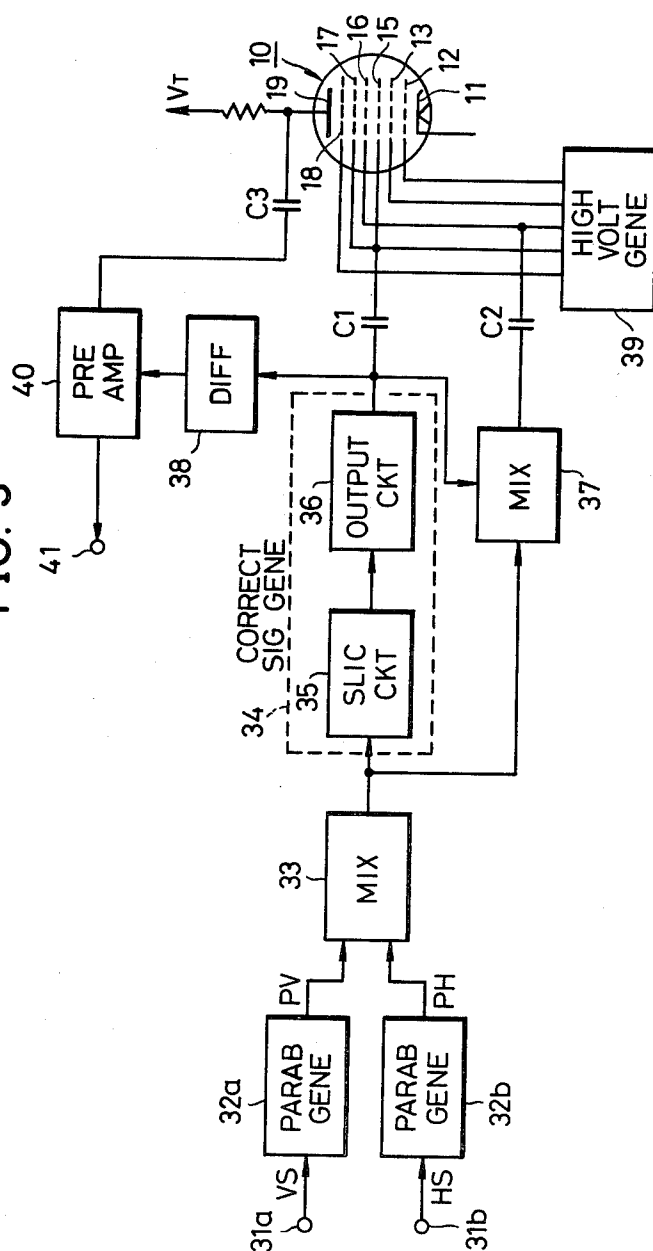 FIG. 3
31a
VS
32a
PARAB
GENE
PV
31b
HS
32b
PARAB
GENE
PH
33
MIX
34
CORRECT
SIG GENE
35
SLIC
CKT
36
OUTPUT
CKT
37
MIX
38
DIFF
40
PRE
AMP
41
C1
C2
C3
VT
10
19
18
17
16
15
13
12
11
39
HIGH
VOLT
GENE